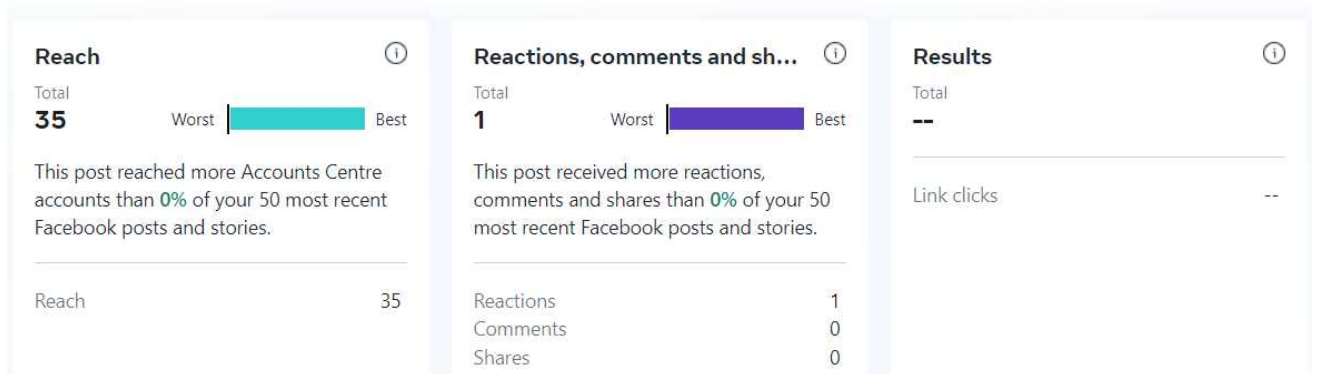 Reach
Total
35
Worst
Best
This post reached more Accounts Centre
accounts than 0% of your 50 most recent
Facebook posts and stories.
Reach 35
Reactions, comments and sh...
Total
1
Worst
Best
This post received more reactions,
comments and shares than 0% of your 50
most recent Facebook posts and stories.
Reactions 1
Comments 0
Shares 0
Results
Total
--
Link clicks --